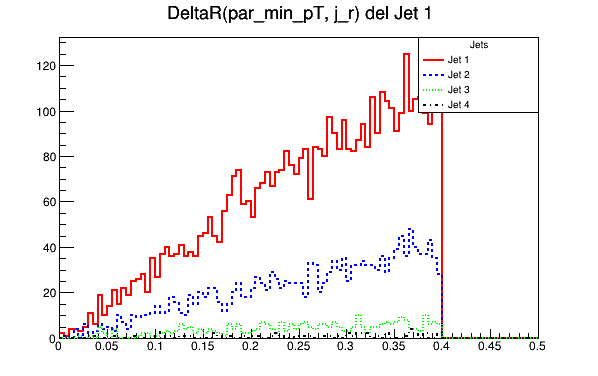 DeltaR(par_min_pT, j_r) del Jet 1
Jets
Jet 1
Jet 2
Jet 3
Jet 4
120
100
80
60
40
20
0
0 0.05 0.1 0.15 0.2 0.25 0.3 0.35 0.4 0.45 0.5